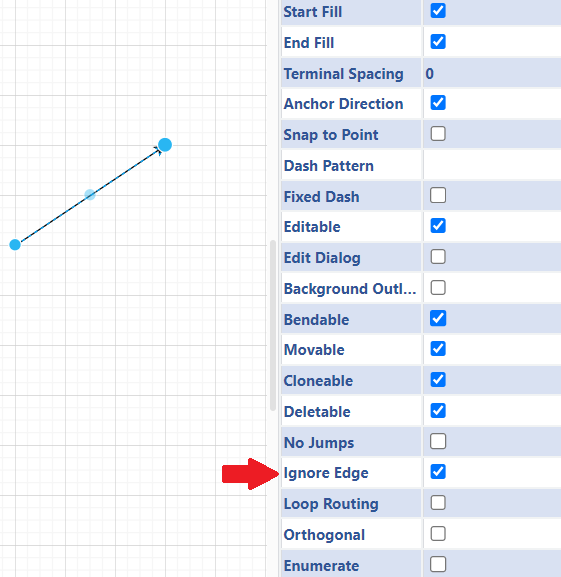 Start Fill
End Fill
Terminal Spacing 0
Anchor Direction
Snap to Point
Dash Pattern
Fixed Dash
Editable
Edit Dialog
Background Outl...
Bendable
Movable
Cloneable
Deletable
No Jumps
Ignore Edge
Loop Routing
Orthogonal
Enumerate